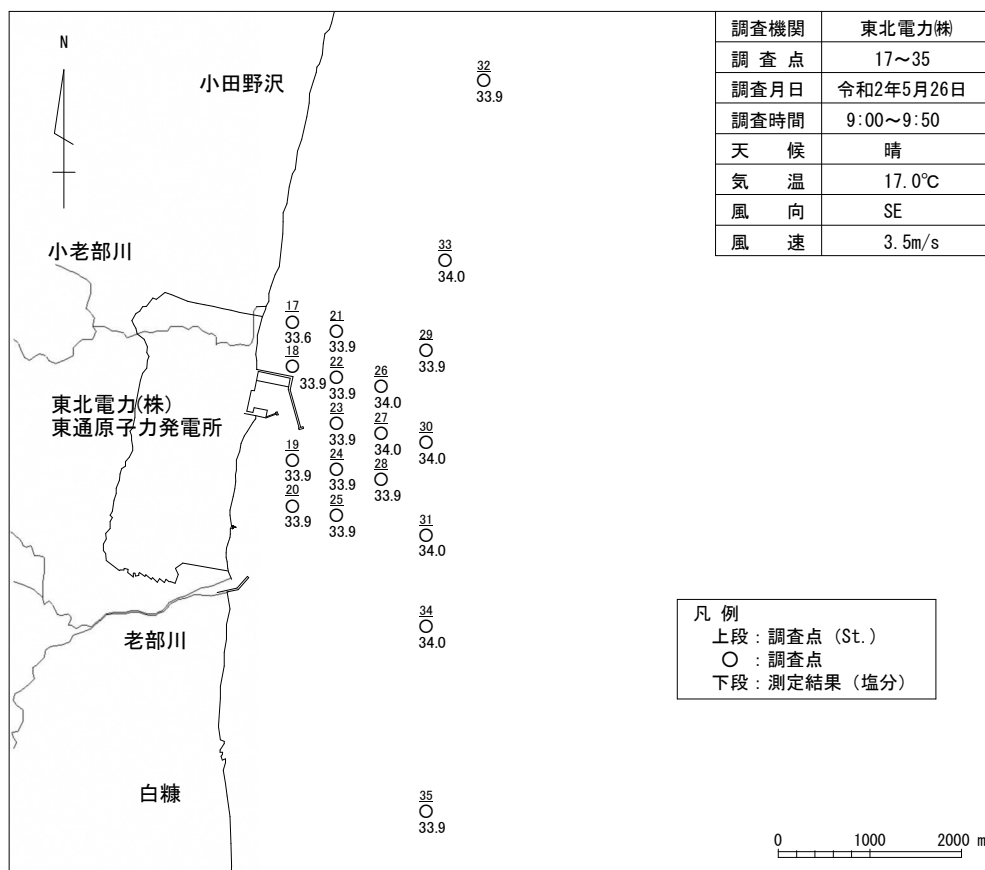 調査機関 東北電力㈱
調査点 17～35
調査月日 令和2年5月26日
調査時間 9:00～9:50
天候 晴
気温 17.0℃
風向 SE
風速 3.5m/s
N
小田野沢
32
33.9
小老部川
33
34.0
17
33.6
21
33.9
18
33.9
22
33.9
29
33.9
26
34.0
東北電力(株)
東通原子力発電所
23
33.9
27
34.0
30
34.0
19
33.9
24
33.9
28
33.9
20
33.9
25
33.9
31
34.0
老部川
34
34.0
凡例
上段：調査点（St.）
○：調査点
下段：測定結果（塩分）
白糠
35
33.9
0 1000 2000 m